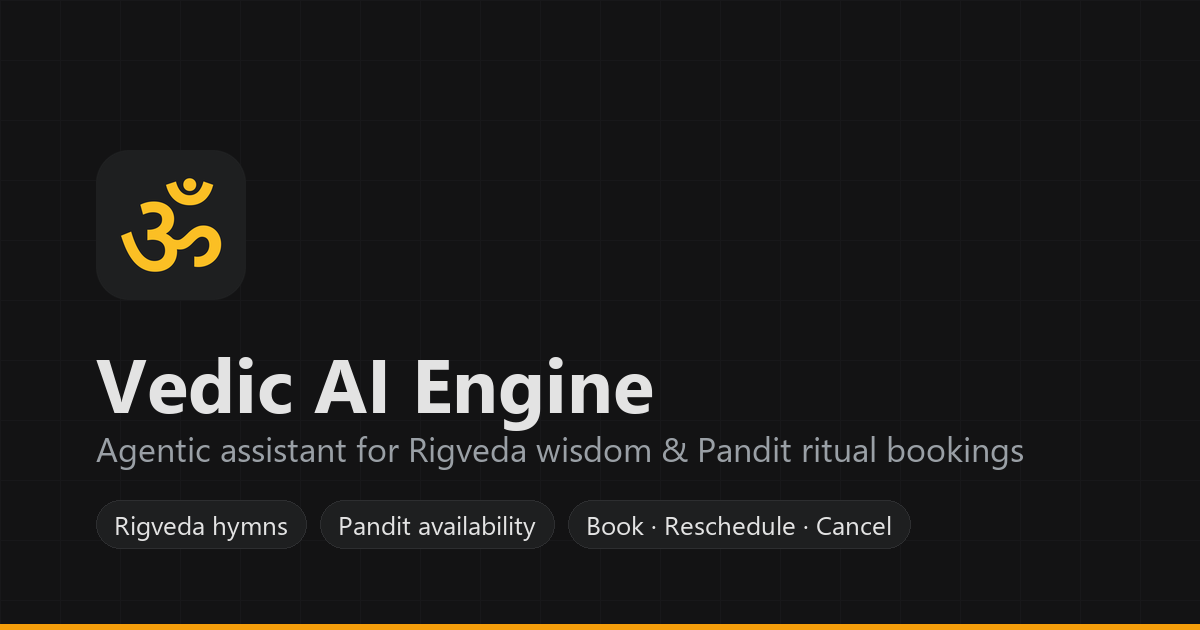 ॐ
Vedic AI Engine
Agentic assistant for Rigveda wisdom & Pandit ritual bookings
Rigveda hymns
Pandit availability
Book · Reschedule · Cancel